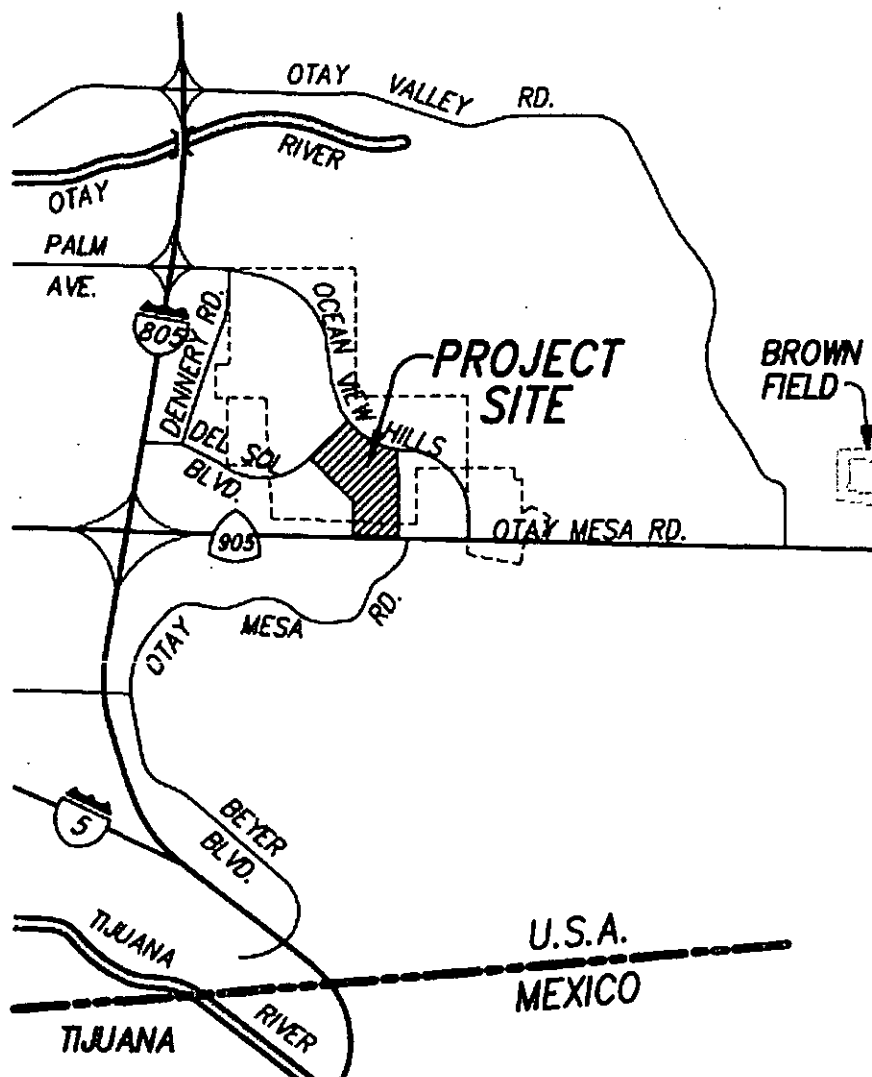 OTAY VALLEY RD.
OTAY RIVER
PALM
AVE.
805
DENNERY RD.
OCEAN VIEW HILLS
PROJECT
SITE
BROWN
FIELD
DEL SOL
BLVD.
905
OTAY MESA RD.
OTAY MESA RD.
5
BEYER
BLVD.
TIJUANA RIVER
U.S.A.
MEXICO
TIJUANA